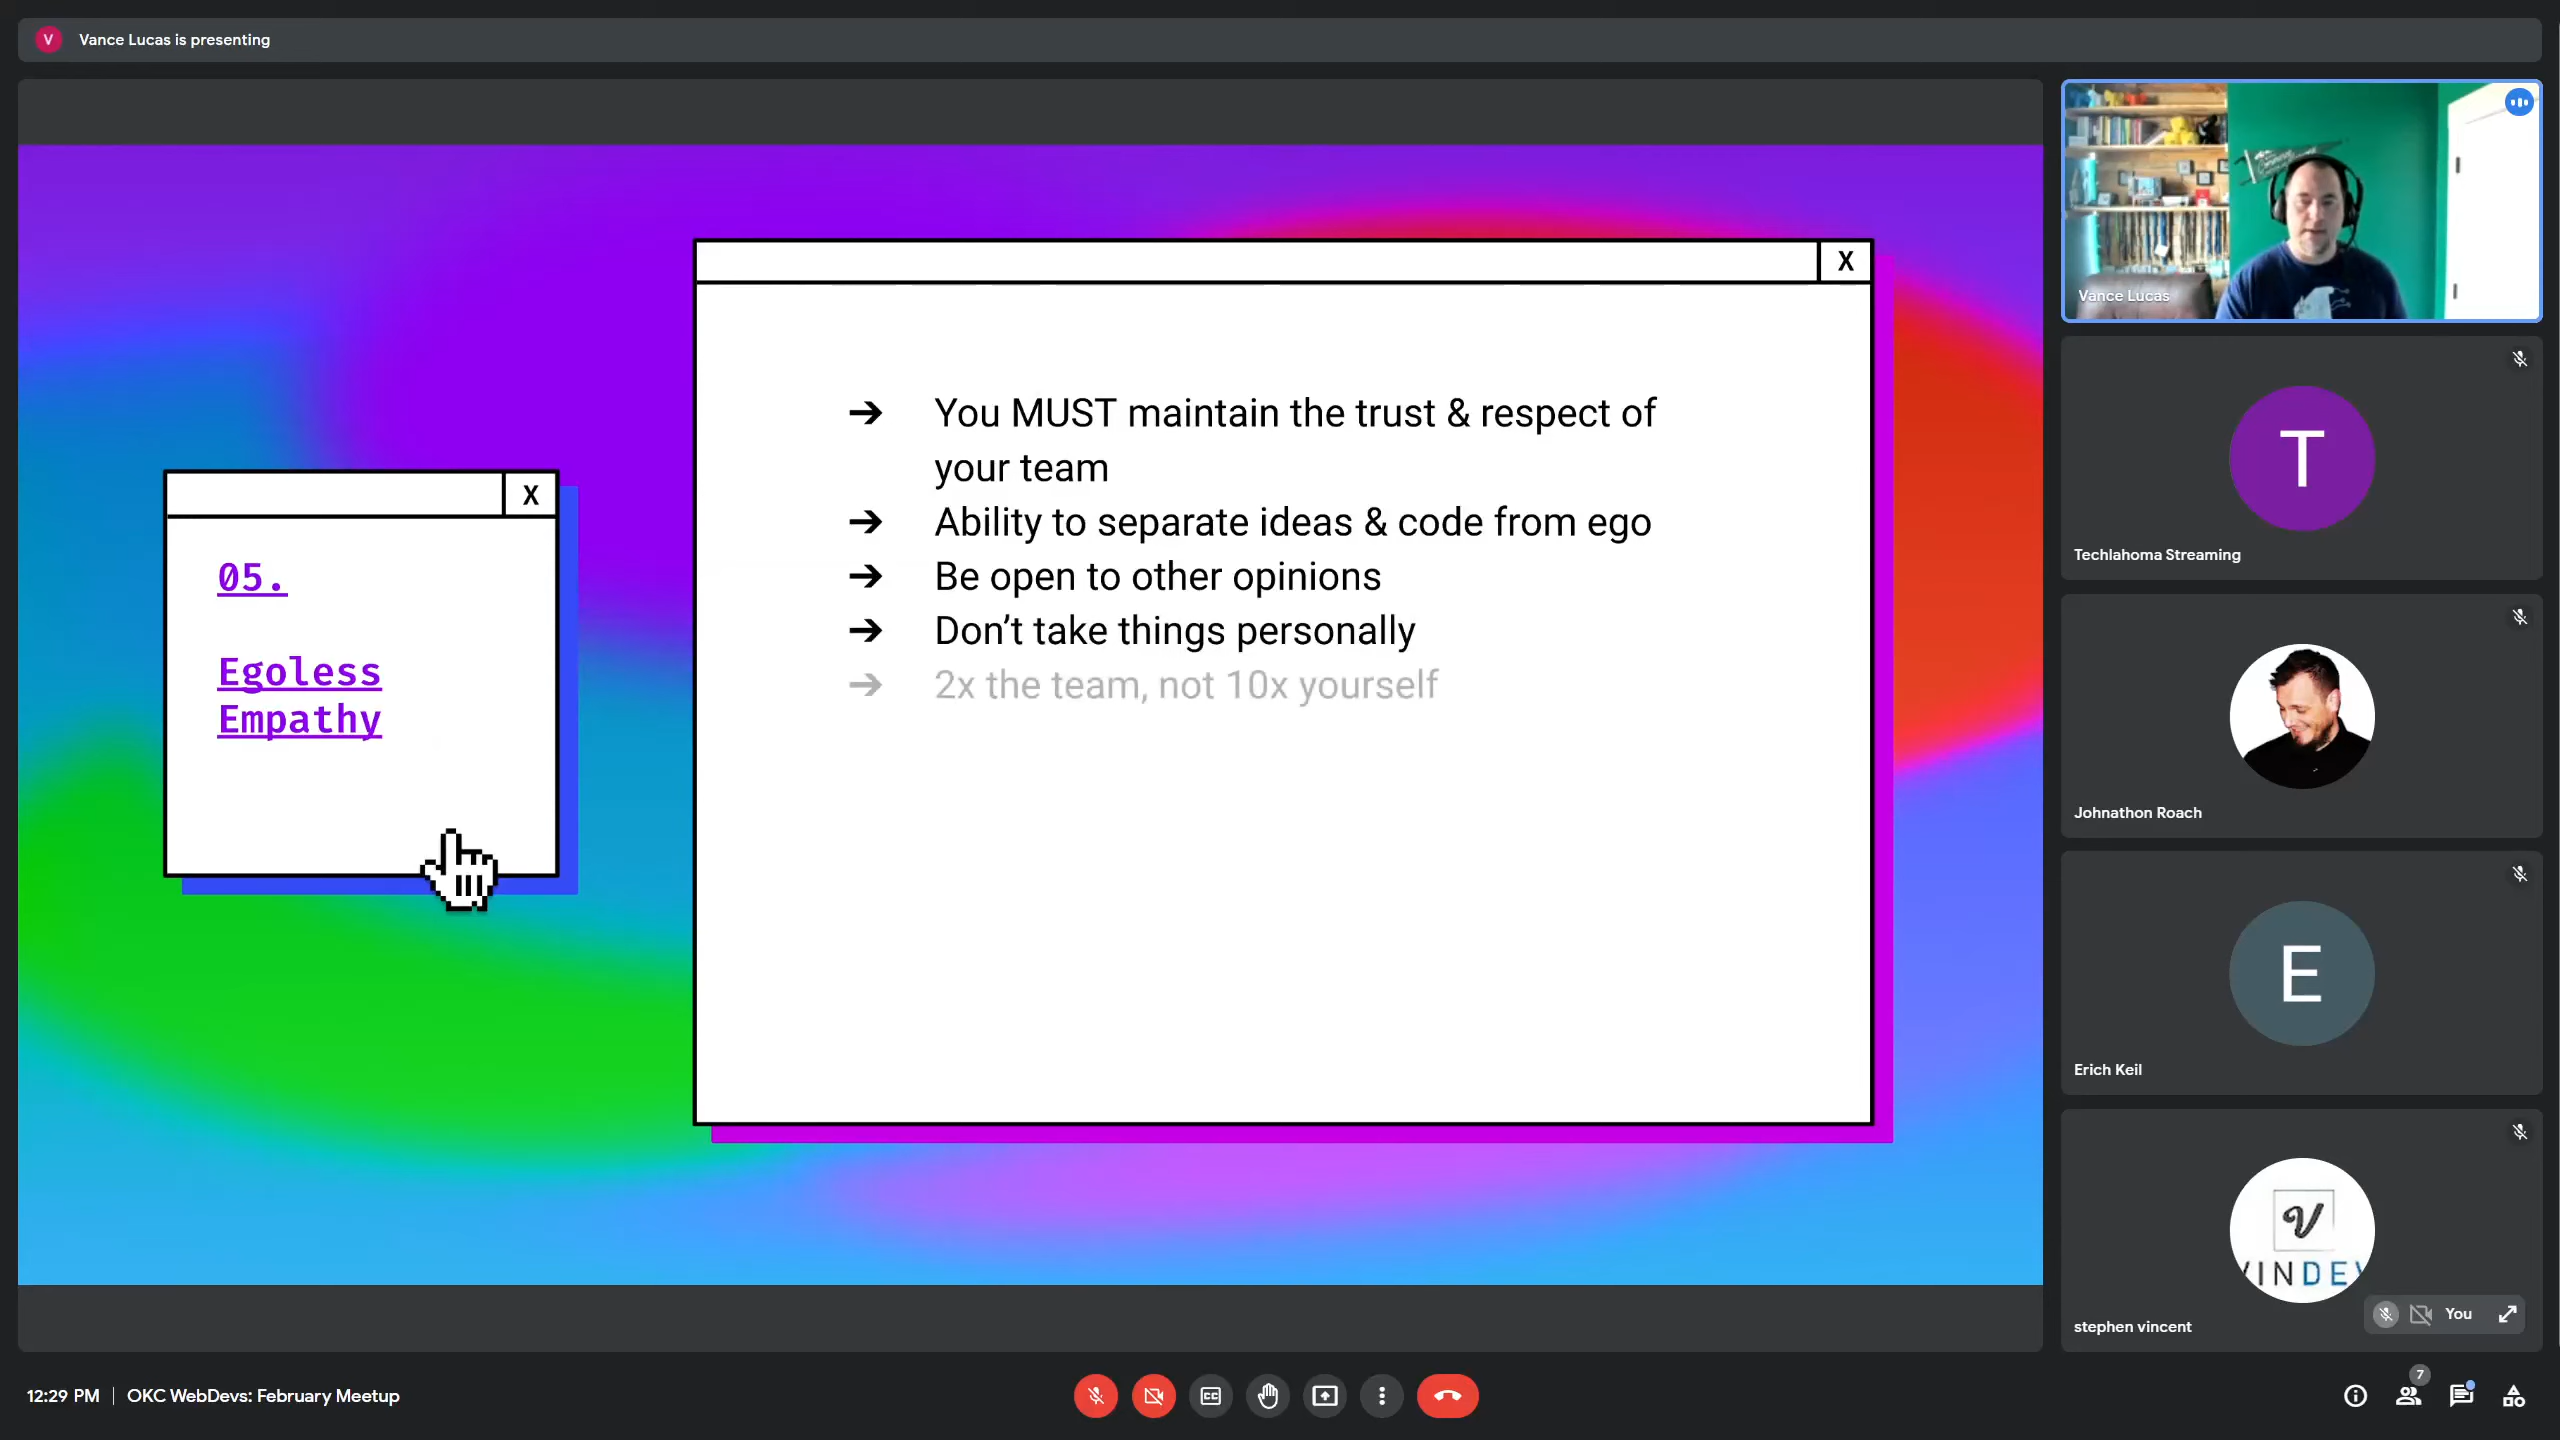 V
Vance Lucas is presenting
X
05.
Egoless
Empathy
X
➔ You MUST maintain the trust & respect of
your team
➔ Ability to separate ideas & code from ego
➔ Be open to other opinions
➔ Don’t take things personally
➔ 2x the team, not 10x yourself
Vance Lucas
T
Techlahoma Streaming
Johnathon Roach
E
Erich Keil
V
VINDEV
stephen vincent
You
12:29 PM | OKC WebDevs: February Meetup
CC
7